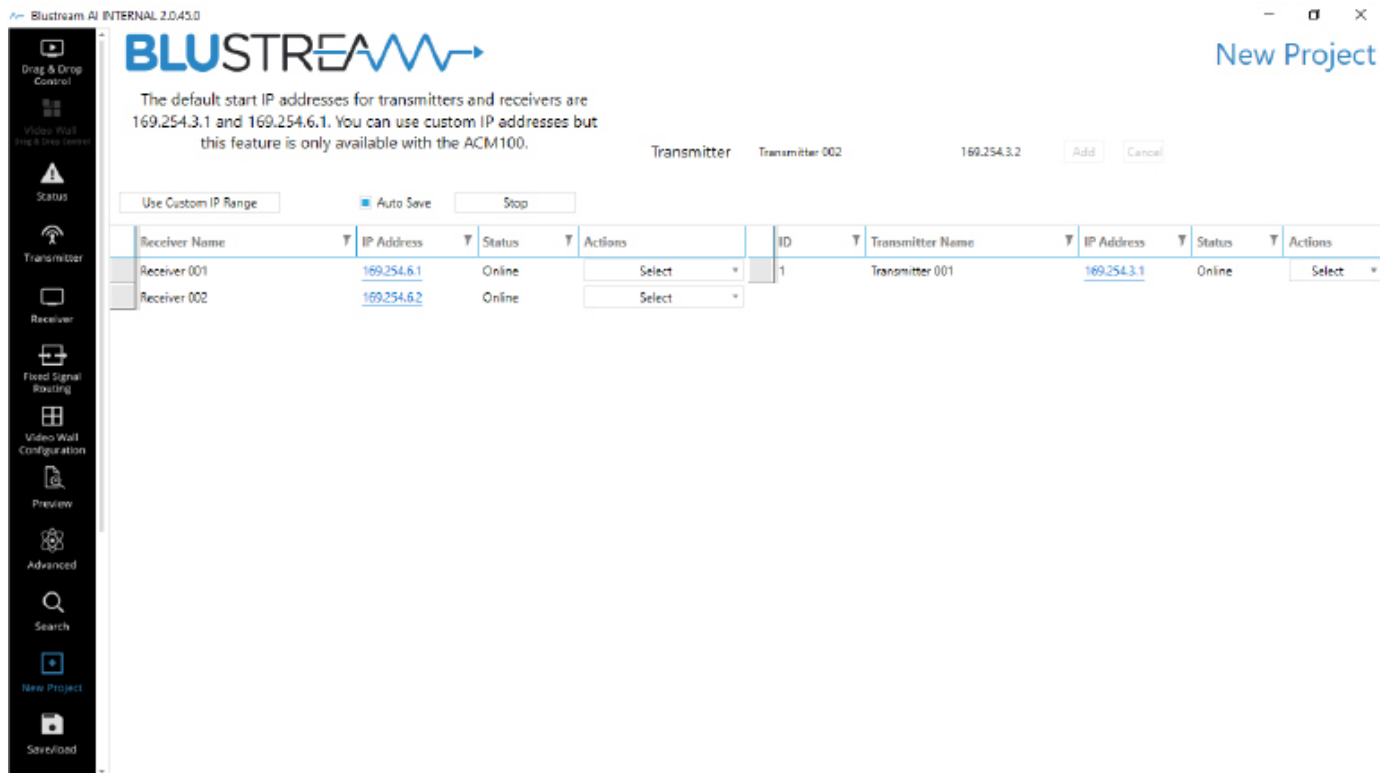 Blustream AI INTERNAL 2.0.45.0
Drag & Drop
Control
Video Wall
Drag & Drop Control
Status
Transmitter
Receiver
Fixed Signal
Routing
Video Wall
Configuration
Preview
Advanced
Search
New Project
Save/load
BLUSTREAM
New Project
The default start IP addresses for transmitters and receivers are
169.254.3.1 and 169.254.6.1. You can use custom IP addresses but
this feature is only available with the ACM100.
Transmitter Transmitter 002 169.254.3.2 Add Cancel
Use Custom IP Range Auto Save Stop
Receiver Name IP Address Status Actions ID Transmitter Name IP Address Status Actions
Receiver 001 169.254.6.1 Online Select 1 Transmitter 001 169.254.3.1 Online Select
Receiver 002 169.254.6.2 Online Select